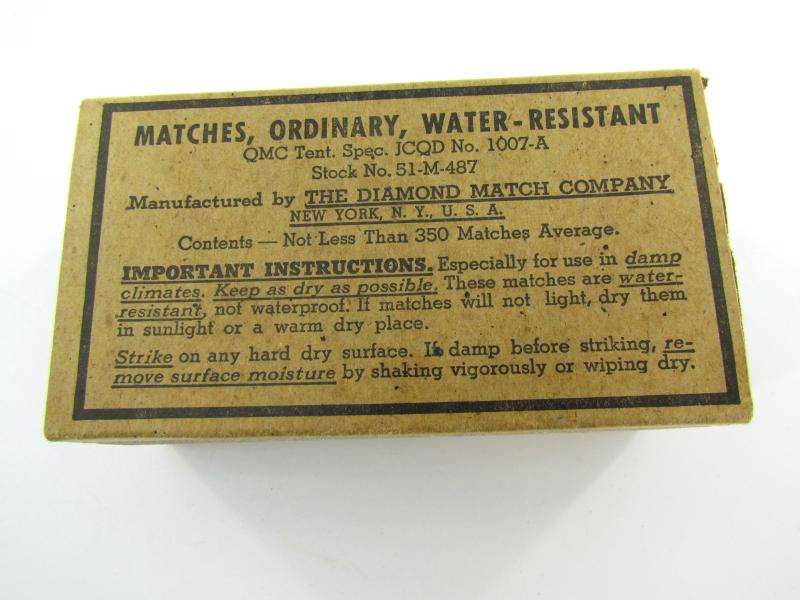 MATCHES, ORDINARY, WATER-RESISTANT
QMC Tent. Spec. JCQD No. 1007-A
Stock No. 51-M-487
Manufactured by THE DIAMOND MATCH COMPANY
NEW YORK, N. Y., U. S. A.
Contents — Not Less Than 350 Matches Average.
IMPORTANT INSTRUCTIONS. Especially for use in damp
climates. Keep as dry as possible. These matches are water-
resistant, not waterproof. If matches will not light, dry them
in sunlight or a warm dry place.
Strike on any hard dry surface. If damp before striking, re-
move surface moisture by shaking vigorously or wiping dry.